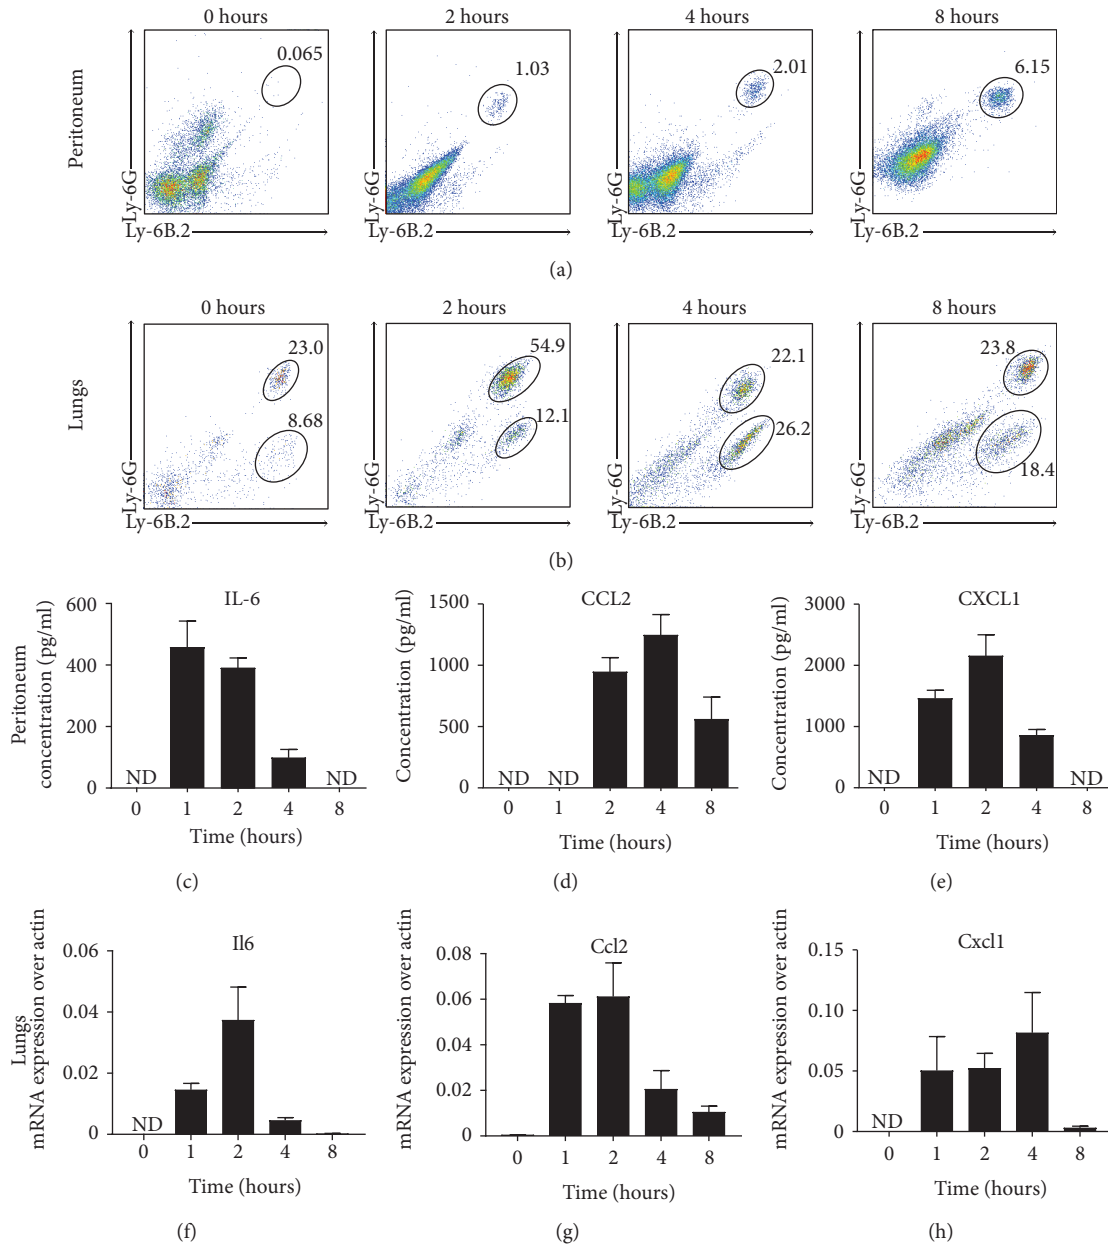 0 hours 2 hours 4 hours 8 hours
Peritoneum
0.065 1.03 2.01 6.15
Ly-6G Ly-6G Ly-6G Ly-6G
Ly-6B.2 Ly-6B.2 Ly-6B.2 Ly-6B.2
(a)
0 hours 2 hours 4 hours 8 hours
Lungs
23.0 54.9 22.1 23.8
8.68 12.1 26.2 18.4
Ly-6G Ly-6G Ly-6G Ly-6G
Ly-6B.2 Ly-6B.2 Ly-6B.2 Ly-6B.2
(b)
IL-6
Peritoneum
concentration (pg/ml)
600
400
200
0
ND ND
0 1 2 4 8
Time (hours)
(c)
CCL2
Concentration (pg/ml)
1500
1000
500
0
ND ND
0 1 2 4 8
Time (hours)
(d)
CXCL1
Concentration (pg/ml)
3000
2000
1000
0
ND ND
0 1 2 4 8
Time (hours)
(e)
Il6
Lungs
mRNA expression over actin
0.06
0.04
0.02
0
ND
0 1 2 4 8
Time (hours)
(f)
Ccl2
mRNA expression over actin
0.08
0.06
0.04
0.02
0
0 1 2 4 8
Time (hours)
(g)
Cxcl1
mRNA expression over actin
0.15
0.10
0.05
0
ND
0 1 2 4 8
Time (hours)
(h)